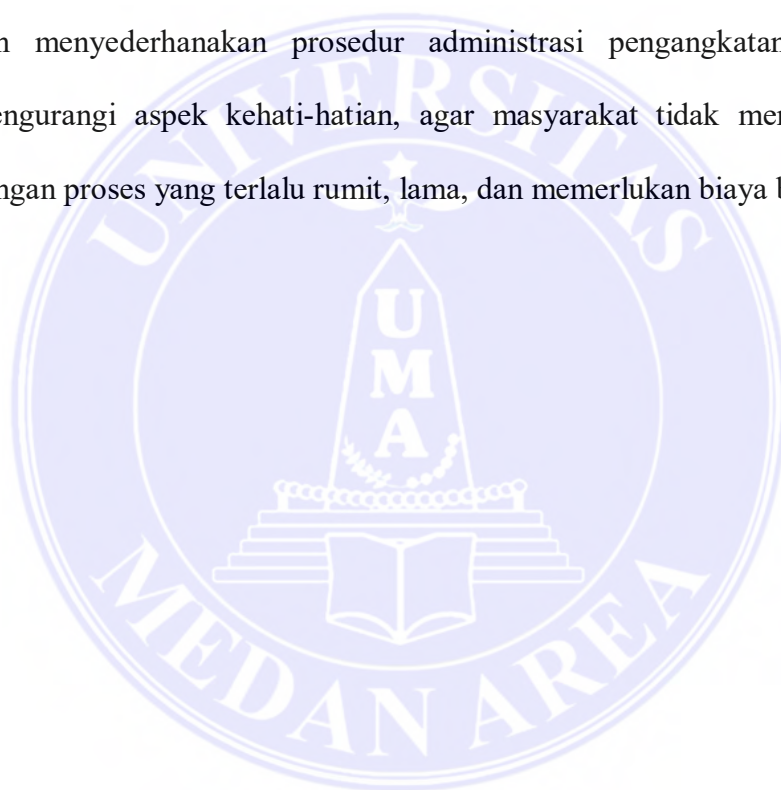 menyederhanakan prosedur administrasi pengangkatan
aspek kehati-hatian, agar masyarakat tidak
proses yang terlalu rumit, lama, dan memerlukan biaya
UNIVERSITAS
U
M
A
MEDAN AREA